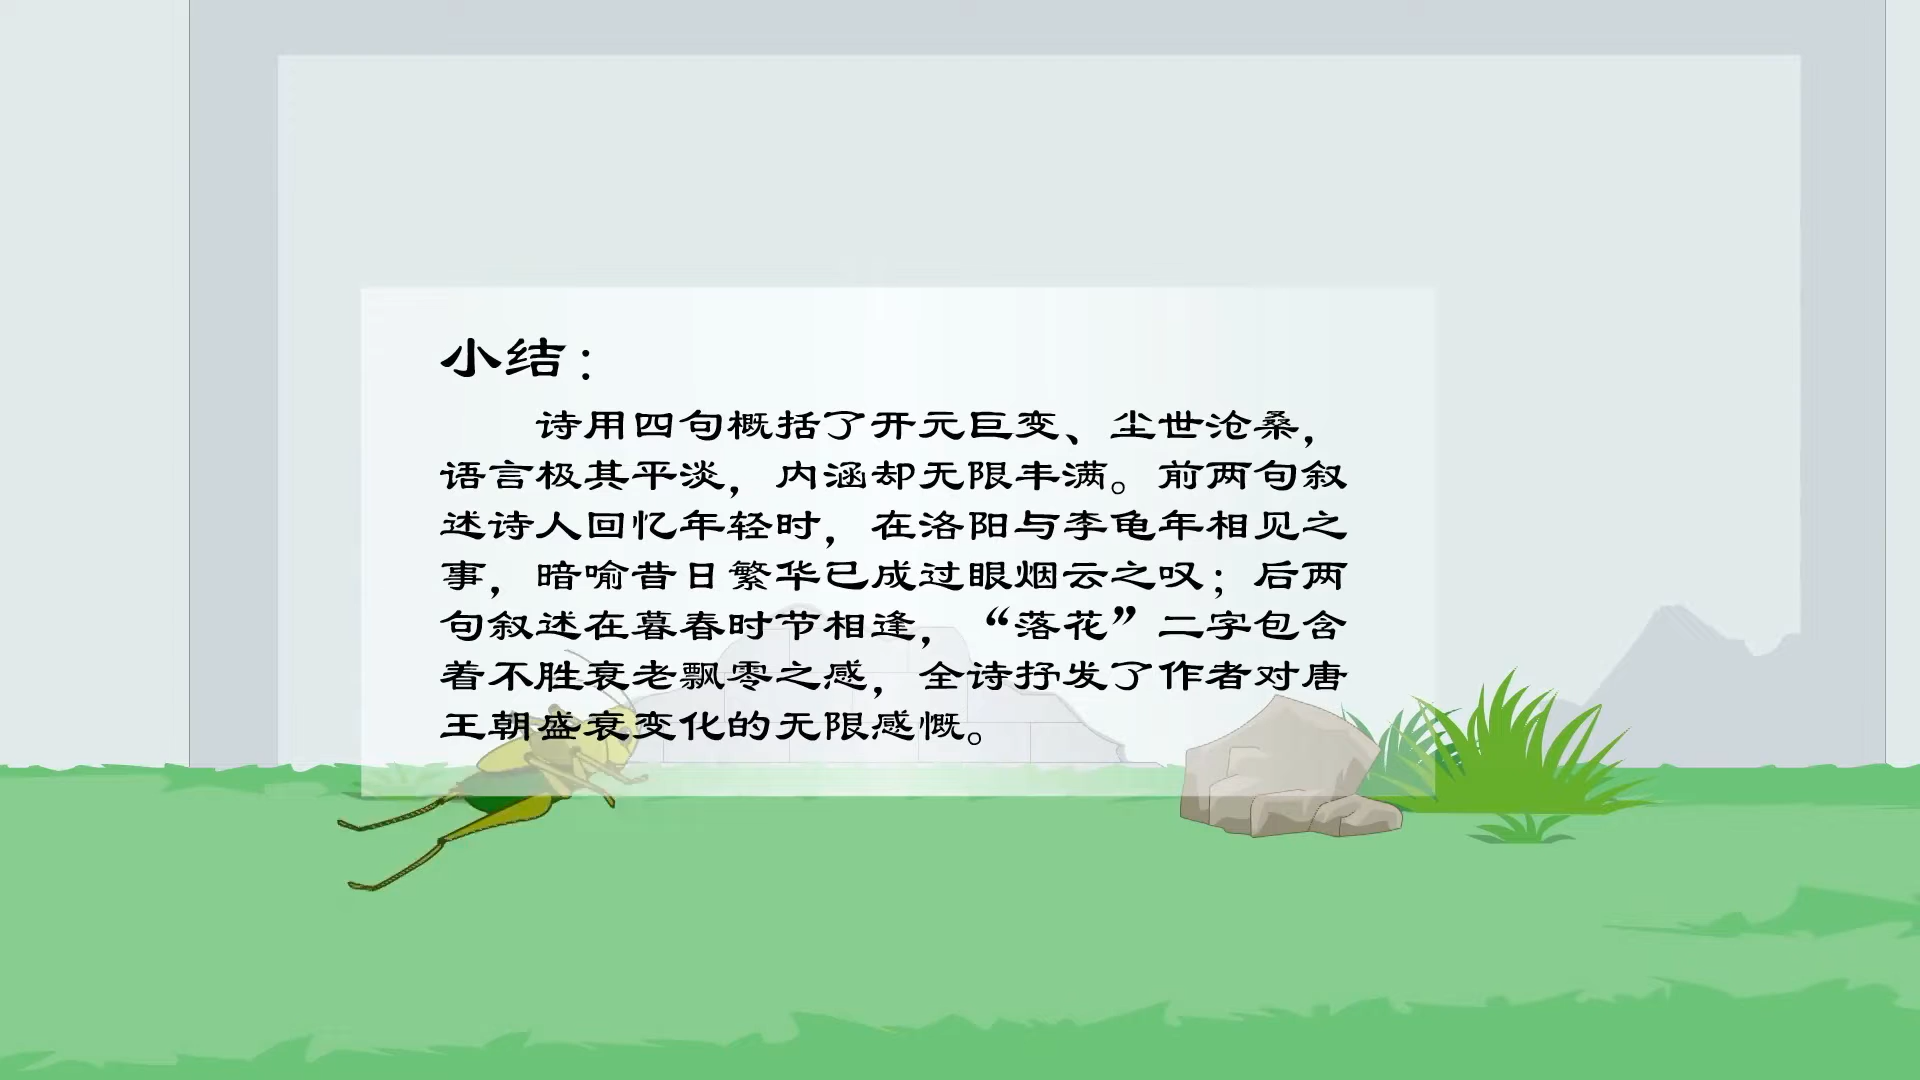 小结：
诗用四句概括了开元巨变、尘世沧桑，
语言极其平淡，内涵却无限丰满。前两句叙
述诗人回忆年轻时，在洛阳与李龟年相见之
事，暗喻昔日繁华已成过眼烟云之叹；后两
句叙述在暮春时节相逢，“落花”二字包含
着不胜衰老飘零之感，全诗抒发了作者对唐
王朝盛衰变化的无限感慨。